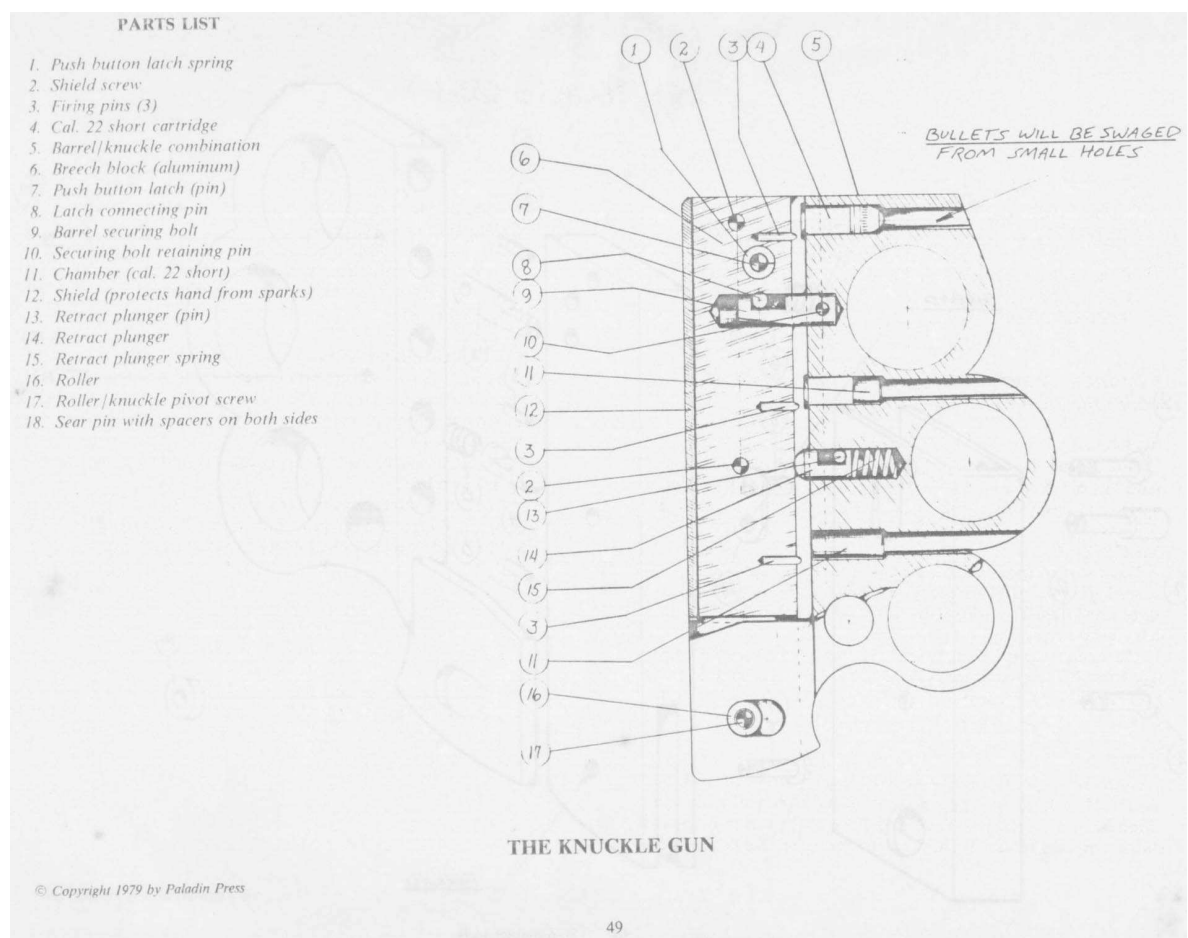 PARTS LIST
1. Push button latch spring
2. Shield screw
3. Firing pins (3)
4. Cal. 22 short cartridge
5. Barrel/knuckle combination
6. Breech block (aluminum)
7. Push button latch (pin)
8. Latch connecting pin
9. Barrel securing bolt
10. Securing bolt retaining pin
11. Chamber (cal. 22 short)
12. Shield (protects hand from sparks)
13. Retract plunger (pin)
14. Retract plunger
15. Retract plunger spring
16. Roller
17. Roller/knuckle pivot screw
18. Sear pin with spacers on both sides
1 2 3 4 5
BULLETS WILL BE SWAGED
FROM SMALL HOLES
6
7
8
9
10
11
12
3
2
13
14
15
3
11
16
17
THE KNUCKLE GUN
© Copyright 1979 by Paladin Press
49